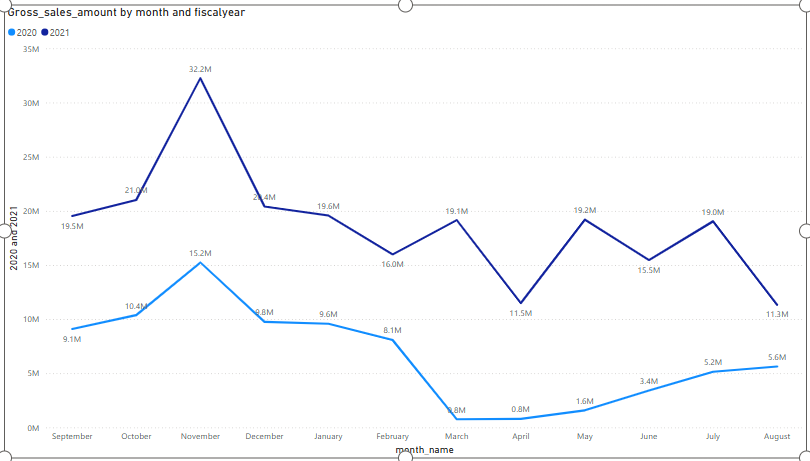 Gross_sales_amount by month and fiscalyear
2020 2021
35M
30M
25M
20M
15M
10M
5M
0M
2020 and 2021
19.5M
21.0M
32.2M
20.4M
19.6M
16.0M
19.1M
11.5M
19.2M
15.5M
19.0M
11.3M
9.1M
10.4M
15.2M
9.8M
9.6M
8.1M
0.8M
0.8M
1.6M
3.4M
5.2M
5.6M
September October November December January February March April May June July August
month_name